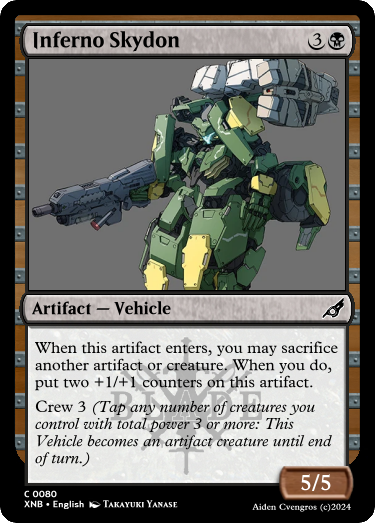 Inferno Skydon 3
Artifact — Vehicle
When this artifact enters, you may sacrifice
another artifact or creature. When you do,
put two +1/+1 counters on this artifact.
Crew 3 (Tap any number of creatures you
control with total power 3 or more: This
Vehicle becomes an artifact creature until end
of turn.)
BLADE
5/5
C 0080
XNB • English Takayuki Yanase
Aiden Cvengros (c)2024